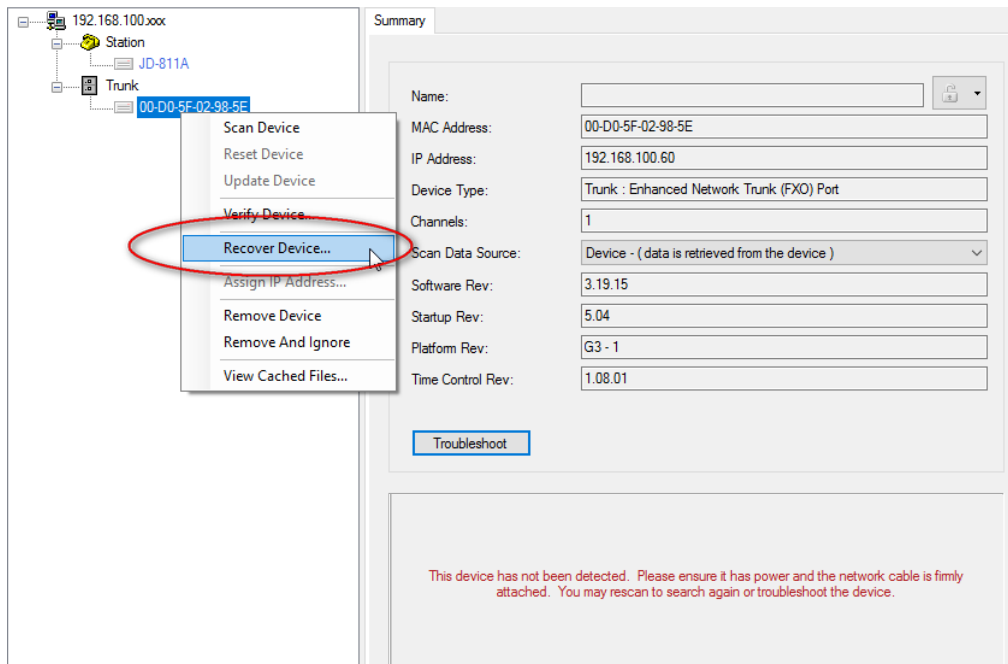 192.168.100.xxx
Station
JD-811A
Trunk
00-D0-5F-02-98-5E
Scan Device
Reset Device
Update Device
Verify Device...
Recover Device...
Assign IP Address...
Remove Device
Remove And Ignore
View Cached Files...
Summary
Name:
MAC Address: 00-D0-5F-02-98-5E
IP Address: 192.168.100.60
Device Type: Trunk : Enhanced Network Trunk (FXO) Port
Channels: 1
Scan Data Source: Device - ( data is retrieved from the device )
Software Rev: 3.19.15
Startup Rev: 5.04
Platform Rev: G3 - 1
Time Control Rev: 1.08.01
Troubleshoot
This device has not been detected. Please ensure it has power and the network cable is firmly
attached. You may rescan to search again or troubleshoot the device.